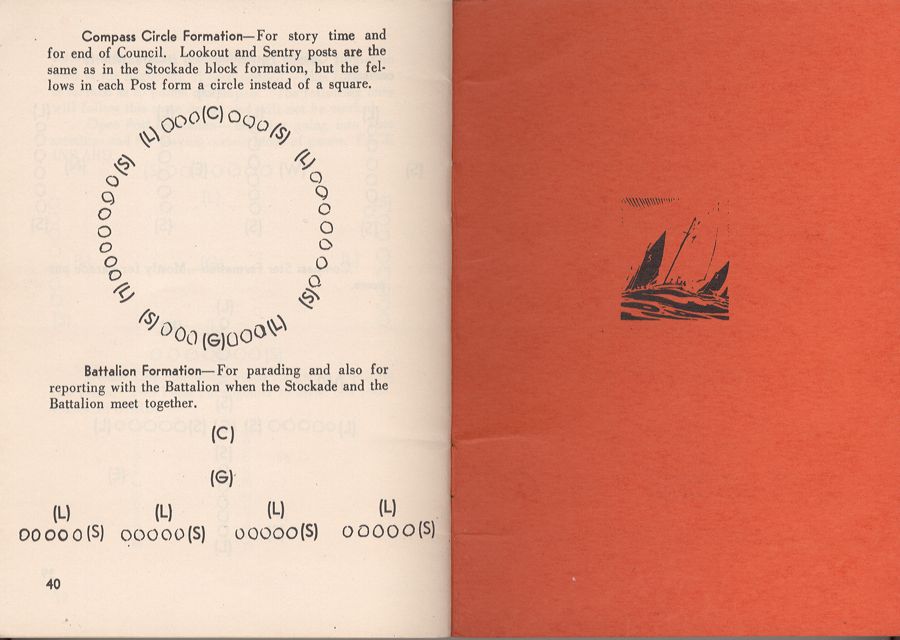 Compass Circle Formation—For story time and
for end of Council. Lookout and Sentry posts are the
same as in the Stockade block formation, but the fel-
lows in each Post form a circle instead of a square.
(L) OOO (C) OOO (S)
(S) (L)
(L) (S)
(S) OOO (G) OOO (L)
Battalion Formation—For parading and also for
reporting with the Battalion when the Stockade and the
Battalion meet together.
(C)
(G)
(L) (L) (L) (L)
OOOOO(S) OOOOO(S) OOOOO(S) OOOOO(S)
40